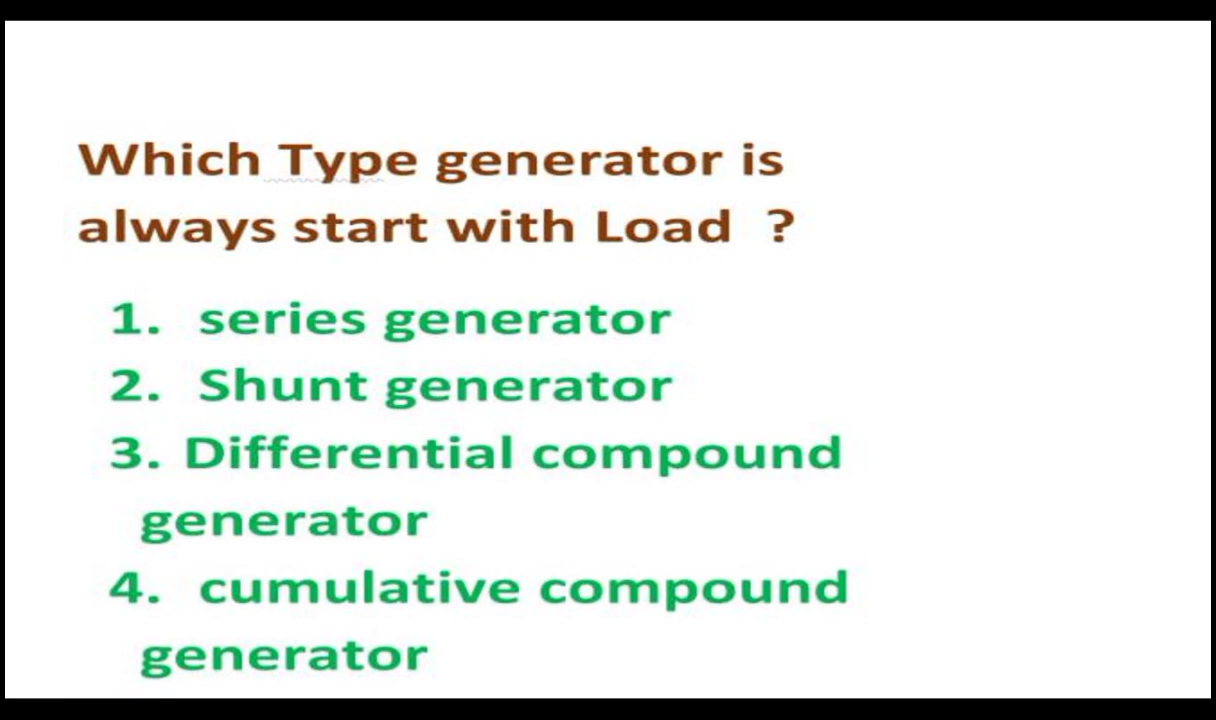 Which Type generator is
always start with Load ?
1. series generator
2. Shunt generator
3. Differential compound
generator
4. cumulative compound
generator